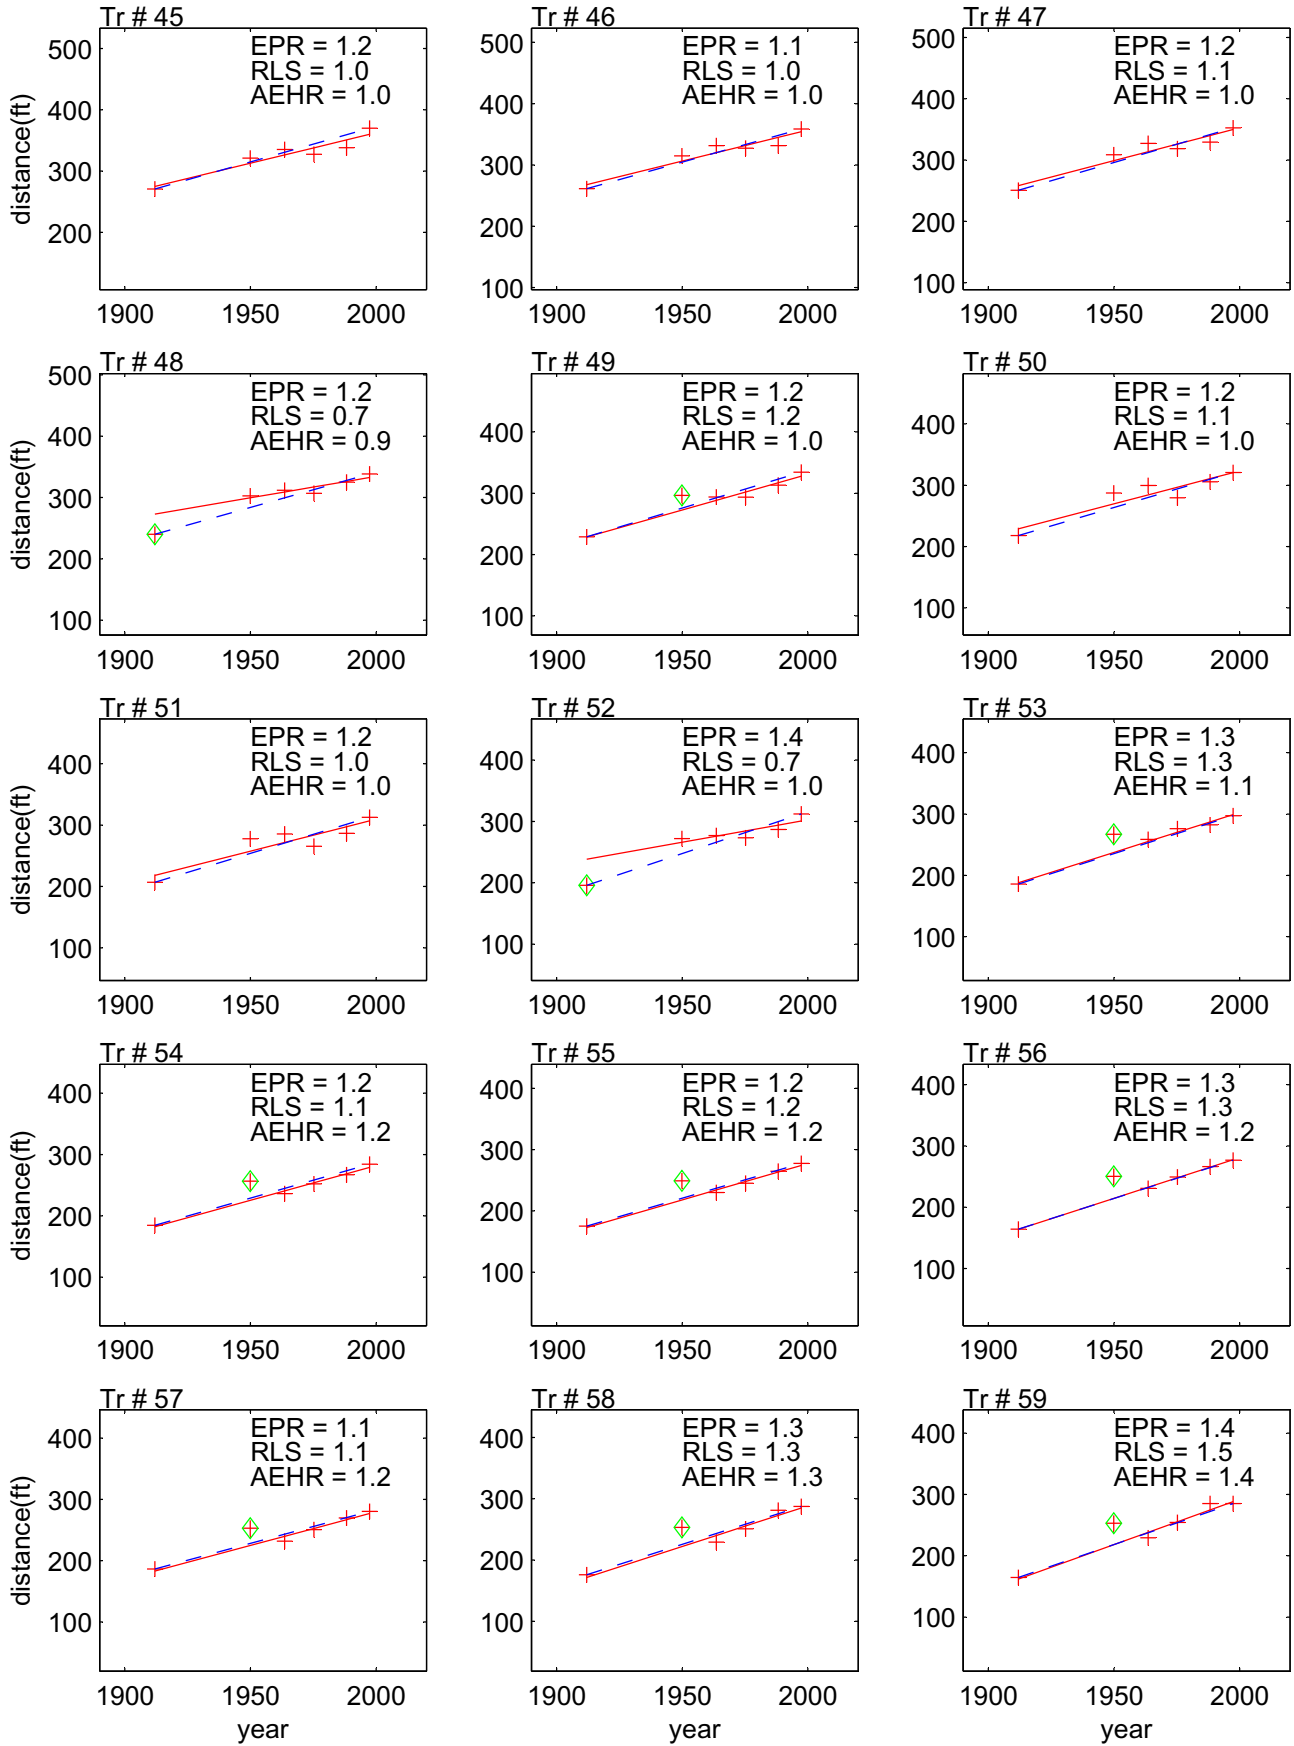 Tr # 45
EPR = 1.2
RLS = 1.0
AEHR = 1.0
500
400
300
200
distance(ft)
1900 1950 2000
Tr # 46
EPR = 1.1
RLS = 1.0
AEHR = 1.0
500
400
300
200
100
1900 1950 2000
Tr # 47
EPR = 1.2
RLS = 1.1
AEHR = 1.0
500
400
300
200
100
1900 1950 2000
Tr # 48
EPR = 1.2
RLS = 0.7
AEHR = 0.9
500
400
300
200
100
distance(ft)
1900 1950 2000
Tr # 49
EPR = 1.2
RLS = 1.2
AEHR = 1.0
400
300
200
100
1900 1950 2000
Tr # 50
EPR = 1.2
RLS = 1.1
AEHR = 1.0
400
300
200
100
1900 1950 2000
Tr # 51
EPR = 1.2
RLS = 1.0
AEHR = 1.0
400
300
200
100
distance(ft)
1900 1950 2000
Tr # 52
EPR = 1.4
RLS = 0.7
AEHR = 1.0
400
300
200
100
1900 1950 2000
Tr # 53
EPR = 1.3
RLS = 1.3
AEHR = 1.1
400
300
200
100
1900 1950 2000
Tr # 54
EPR = 1.2
RLS = 1.1
AEHR = 1.2
400
300
200
100
distance(ft)
1900 1950 2000
Tr # 55
EPR = 1.2
RLS = 1.2
AEHR = 1.2
400
300
200
100
1900 1950 2000
Tr # 56
EPR = 1.3
RLS = 1.3
AEHR = 1.2
400
300
200
100
1900 1950 2000
Tr # 57
EPR = 1.1
RLS = 1.1
AEHR = 1.2
400
300
200
100
distance(ft)
1900 1950 2000
year
Tr # 58
EPR = 1.3
RLS = 1.3
AEHR = 1.3
400
300
200
100
1900 1950 2000
year
Tr # 59
EPR = 1.4
RLS = 1.5
AEHR = 1.4
400
300
200
100
1900 1950 2000
year